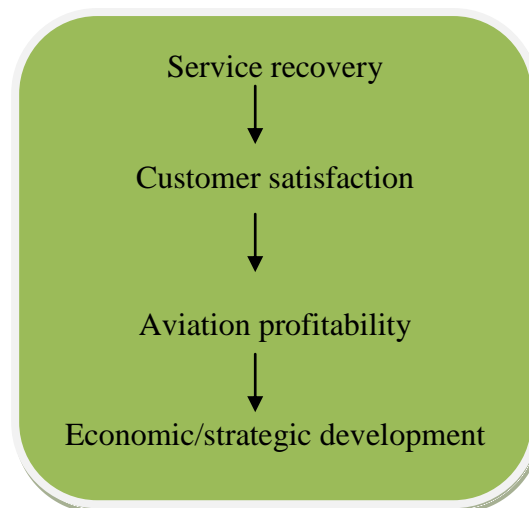 Service recovery
Customer satisfaction
Aviation profitability
Economic/strategic development